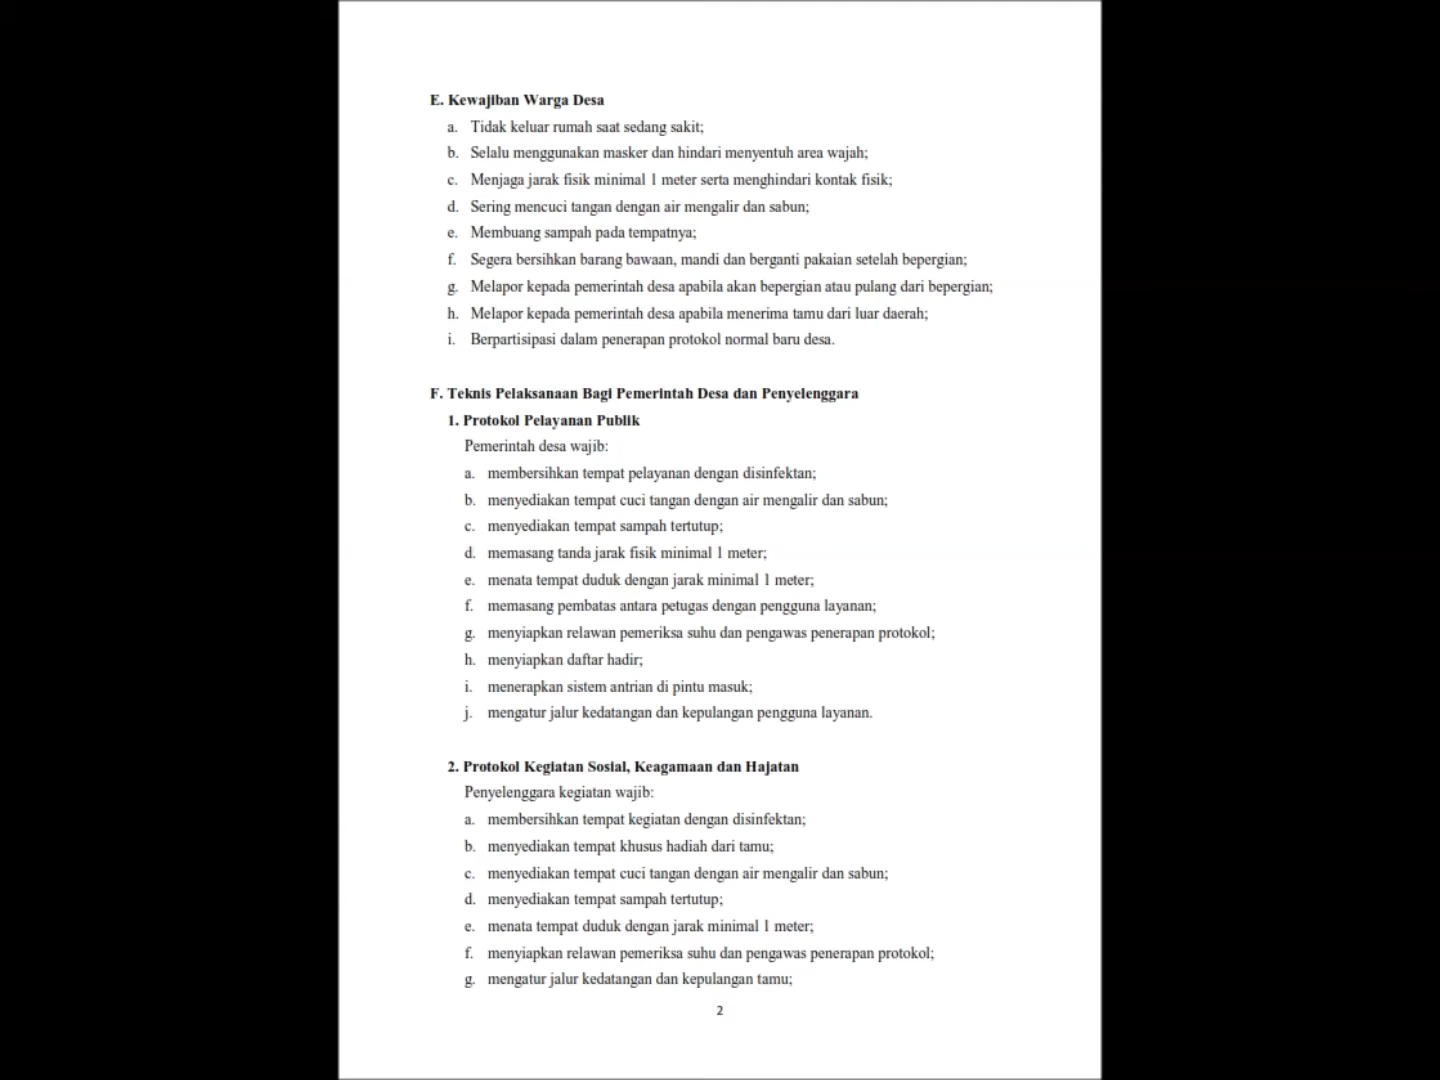 E. Kewajiban Warga Desa
a. Tidak keluar rumah saat sedang sakit;
b. Selalu menggunakan masker dan hindari menyentuh area wajah;
c. Menjaga jarak fisik minimal 1 meter serta menghindari kontak fisik;
d. Sering mencuci tangan dengan air mengalir dan sabun;
e. Membuang sampah pada tempatnya;
f. Segera bersihkan barang bawaan, mandi dan berganti pakaian setelah bepergian;
g. Melapor kepada pemerintah desa apabila akan bepergian atau pulang dari bepergian;
h. Melapor kepada pemerintah desa apabila menerima tamu dari luar daerah;
i. Berpartisipasi dalam penerapan protokol normal baru desa.
F. Teknis Pelaksanaan Bagi Pemerintah Desa dan Penyelenggara
1. Protokol Pelayanan Publik
Pemerintah desa wajib:
a. membersihkan tempat pelayanan dengan disinfektan;
b. menyediakan tempat cuci tangan dengan air mengalir dan sabun;
c. menyediakan tempat sampah tertutup;
d. memasang tanda jarak fisik minimal 1 meter;
e. menata tempat duduk dengan jarak minimal 1 meter;
f. memasang pembatas antara petugas dengan pengguna layanan;
g. menyiapkan relawan pemeriksa suhu dan pengawas penerapan protokol;
h. menyiapkan daftar hadir;
i. menerapkan sistem antrian di pintu masuk;
j. mengatur jalur kedatangan dan kepulangan pengguna layanan.
2. Protokol Kegiatan Sosial, Keagamaan dan Hajatan
Penyelenggara kegiatan wajib:
a. membersihkan tempat kegiatan dengan disinfektan;
b. menyediakan tempat khusus hadiah dari tamu;
c. menyediakan tempat cuci tangan dengan air mengalir dan sabun;
d. menyediakan tempat sampah tertutup;
e. menata tempat duduk dengan jarak minimal 1 meter;
f. menyiapkan relawan pemeriksa suhu dan pengawas penerapan protokol;
g. mengatur jalur kedatangan dan kepulangan tamu;
2